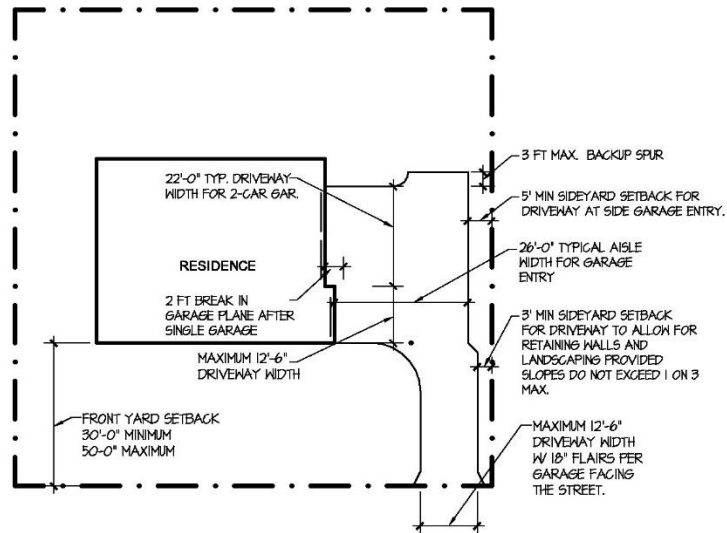 3 FT MAX. BACKUP SPUR
22'-0" TYP. DRIVEWAY
WIDTH FOR 2-CAR GAR.
5' MIN SIDEYARD SETBACK FOR
DRIVEWAY AT SIDE GARAGE ENTRY.
26'-0" TYPICAL AISLE
WIDTH FOR GARAGE
ENTRY
RESIDENCE
2 FT BREAK IN
GARAGE PLANE AFTER
SINGLE GARAGE
3' MIN SIDEYARD SETBACK
FOR DRIVEWAY TO ALLOW FOR
RETAINING WALLS AND
LANDSCAPING PROVIDED
SLOPES DO NOT EXCEED 1 ON 3
MAX.
MAXIMUM 12'-6"
DRIVEWAY WIDTH
FRONT YARD SETBACK
30'-0" MINIMUM
50-0" MAXIMUM
MAXIMUM 12'-6"
DRIVEWAY WIDTH
W/ 18" FLAIRS PER
GARAGE FACING
THE STREET.